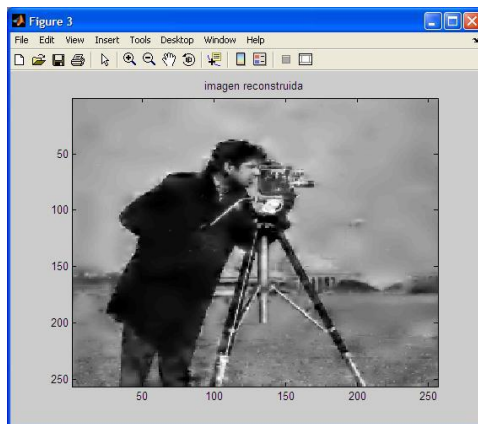 Figure 3
File Edit View Insert Tools Desktop Window Help
imagen reconstruida
50
100
150
200
250
50 100 150 200 250